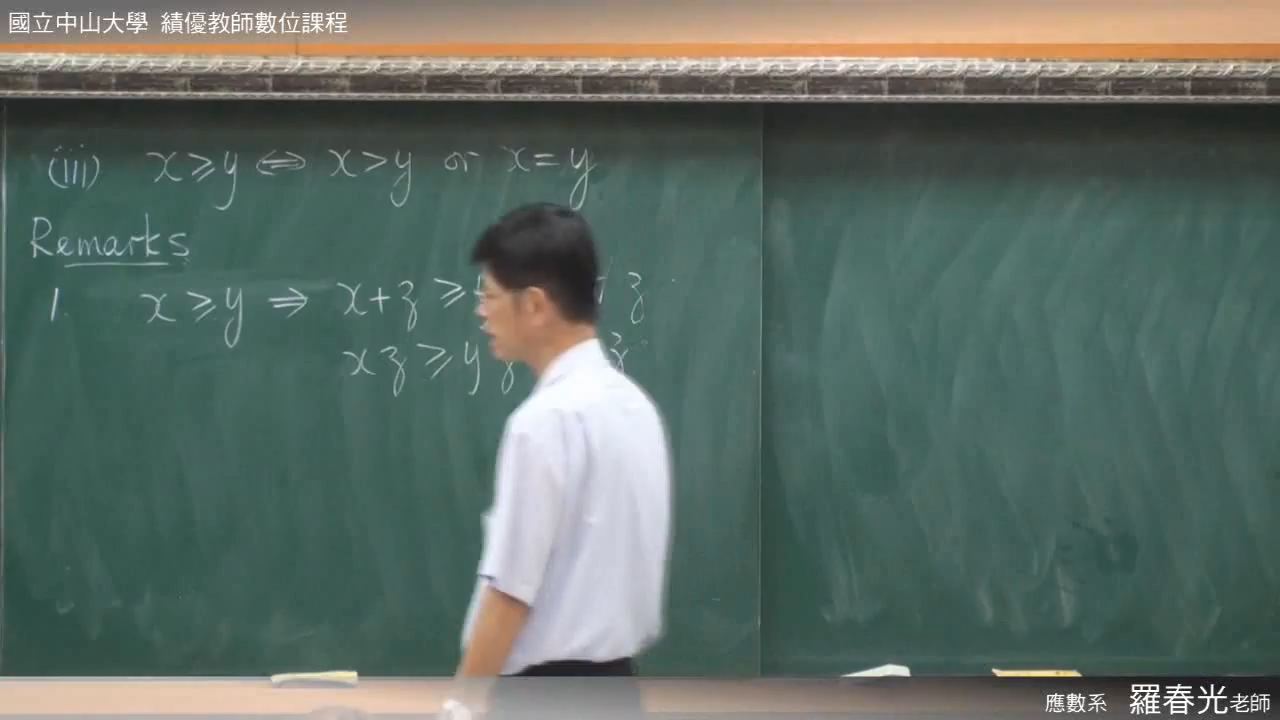 國立中山大學 績優教師數位課程
(iii) x ⩾ y ⇔ x > y or x = y
Remarks
1. x ⩾ y ⇒ x + z ⩾ z
x z ⩾ y z
應數系 羅春光老師